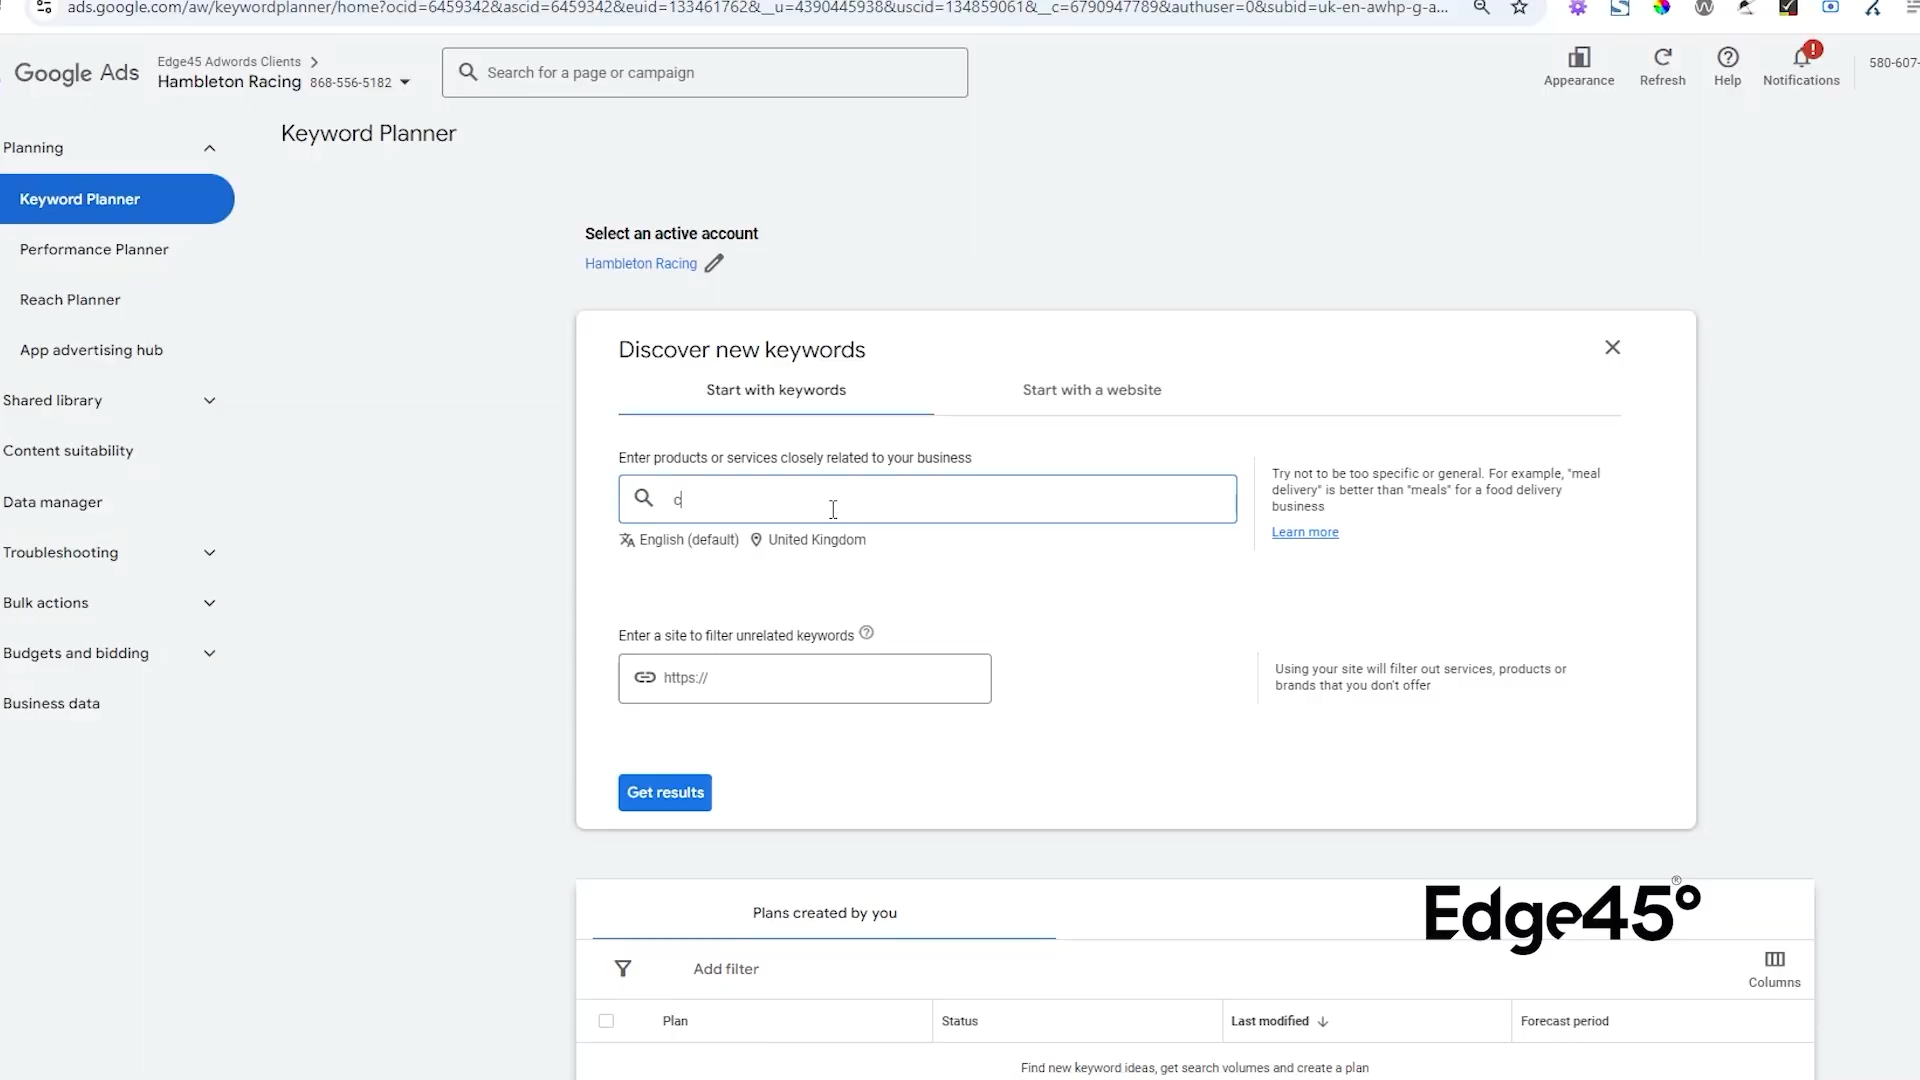 ads.google.com/aw/keywordplanner/home?ocid=6459342&ascid=6459342&euid=133461762&__u=4390445938&uscid=134859061&__c=6790947789&authuser=0&subid=uk-en-awhp-g-a...
Google Ads
Edge45 Adwords Clients
Hambleton Racing 868-556-5182
Search for a page or campaign
Appearance
Refresh
Help
Notifications
580-607-
Keyword Planner
Planning
Keyword Planner
Performance Planner
Reach Planner
App advertising hub
Shared library
Content suitability
Data manager
Troubleshooting
Bulk actions
Budgets and bidding
Business data
Select an active account
Hambleton Racing
Discover new keywords
Start with keywords
Start with a website
Enter products or services closely related to your business
c
English (default) United Kingdom
Try not to be too specific or general. For example, "meal
delivery" is better than "meals" for a food delivery
business
Learn more
Enter a site to filter unrelated keywords
https://
Using your site will filter out services, products or
brands that you don't offer
Get results
Plans created by you
Edge45°®
Add filter
Columns
Plan
Status
Last modified
Forecast period
Find new keyword ideas, get search volumes and create a plan